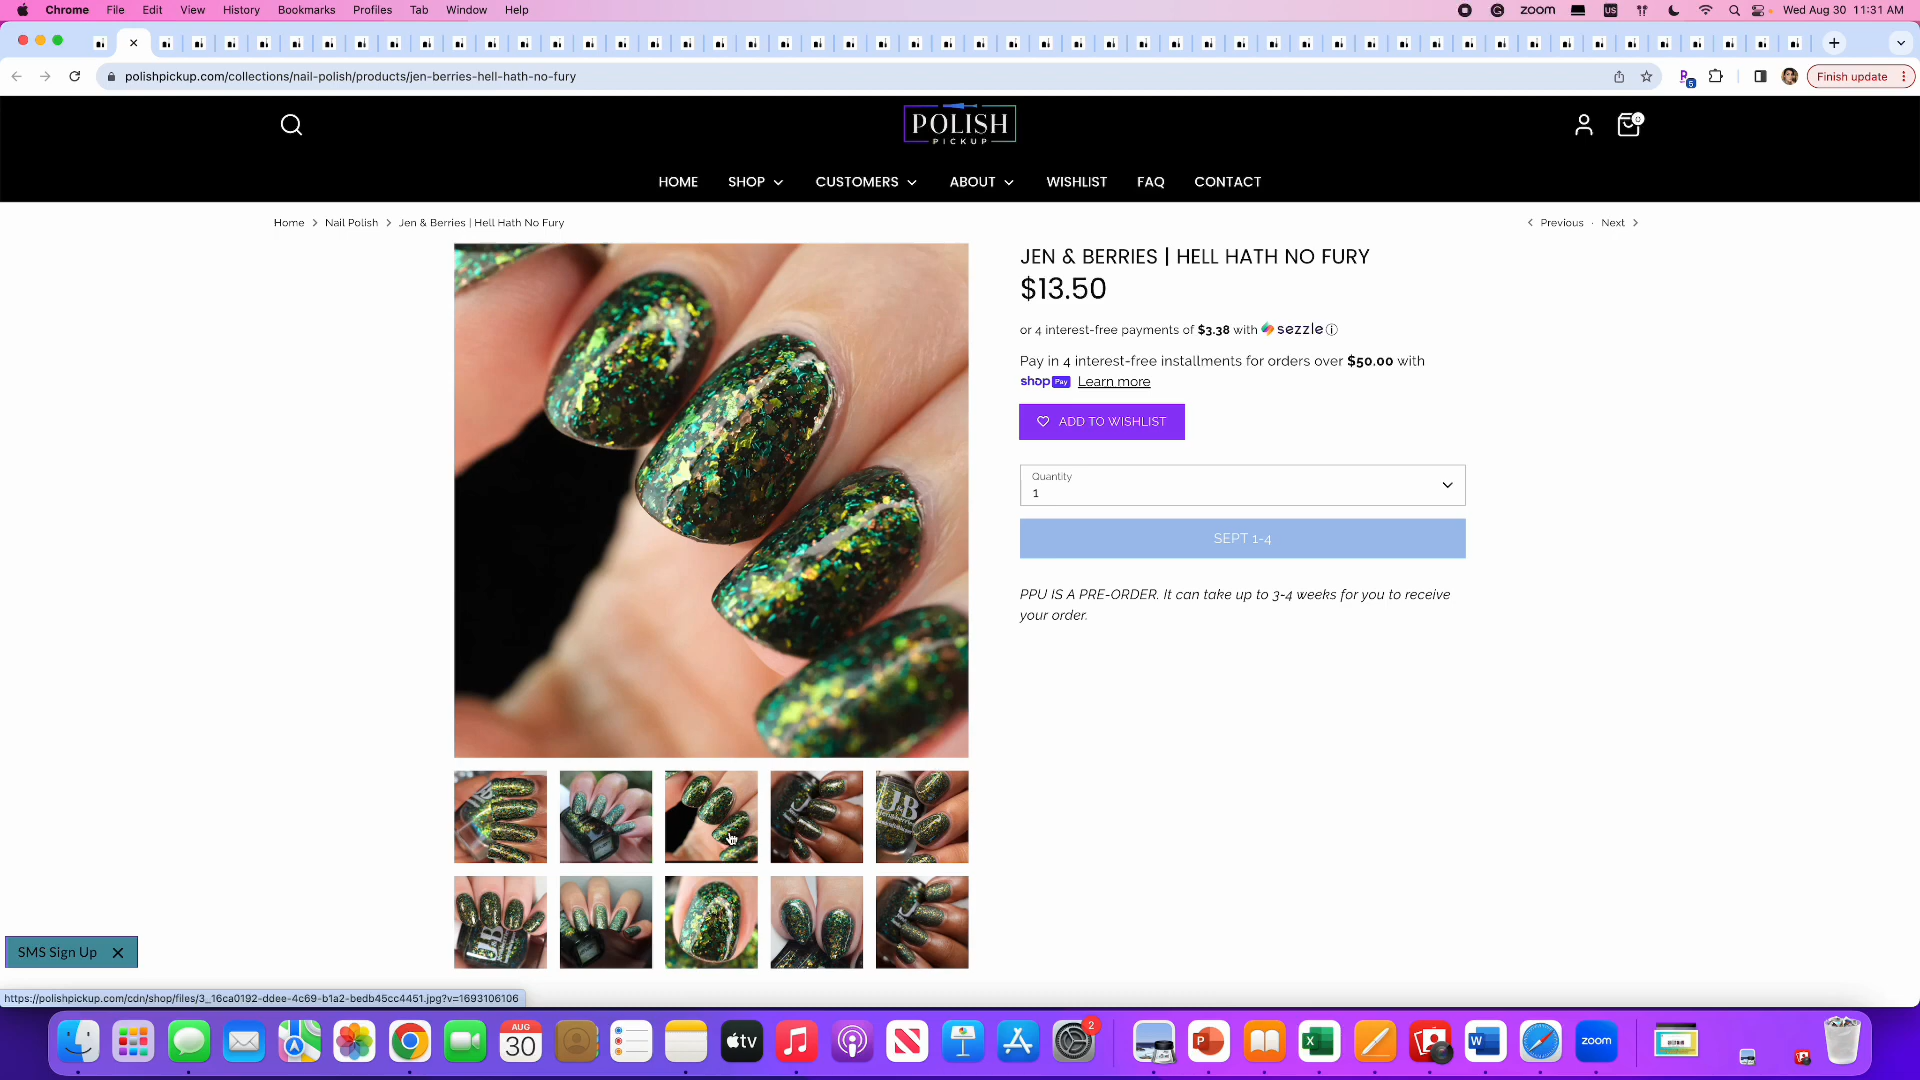 Chrome File Edit View History Bookmarks Profiles Tab Window Help
zoom US Wed Aug 30 11:31 AM
polishpickup.com/collections/nail-polish/products/jen-berries-hell-hath-no-fury
Finish update
POLISH
PICKUP
0
HOME SHOP CUSTOMERS ABOUT WISHLIST FAQ CONTACT
Home > Nail Polish > Jen & Berries | Hell Hath No Fury
< Previous · Next >
JEN & BERRIES | HELL HATH NO FURY
$13.50
or 4 interest-free payments of $3.38 with sezzle
Pay in 4 interest-free installments for orders over $50.00 with
shop Pay Learn more
ADD TO WISHLIST
Quantity
1
SEPT 1-4
PPU IS A PRE-ORDER. It can take up to 3-4 weeks for you to receive
your order.
J&B
SMS Sign Up
https://polishpickup.com/cdn/shop/files/3_16ca0192-ddee-4c69-b1a2-bedb45cc4451.jpg?v=1693106106
AUG
30
tv
2
zoom